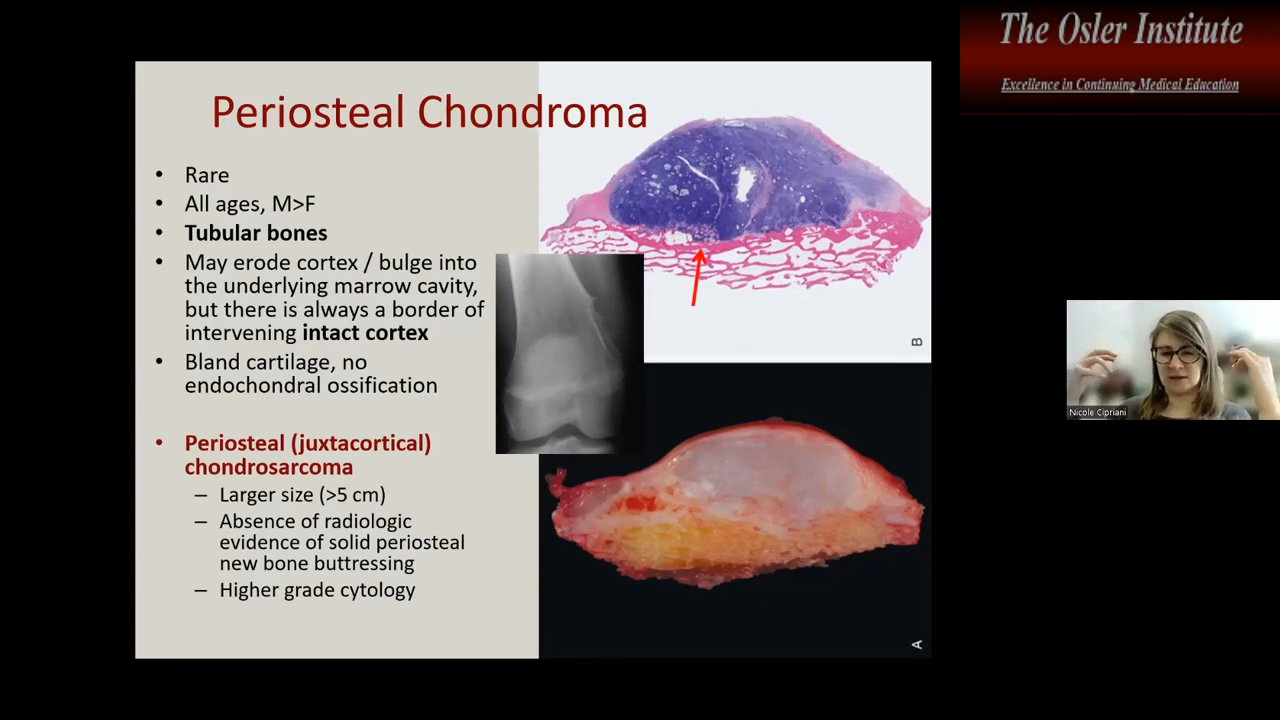 The Osler Institute
Excellence in Continuing Medical Education
Periosteal Chondroma
• Rare
• All ages, M>F
• Tubular bones
• May erode cortex / bulge into
the underlying marrow cavity,
but there is always a border of
intervening intact cortex
• Bland cartilage, no
endochondral ossification
• Periosteal (juxtacortical)
chondrosarcoma
– Larger size (>5 cm)
– Absence of radiologic
evidence of solid periosteal
new bone buttressing
– Higher grade cytology
B
A
Nicole Cipriani